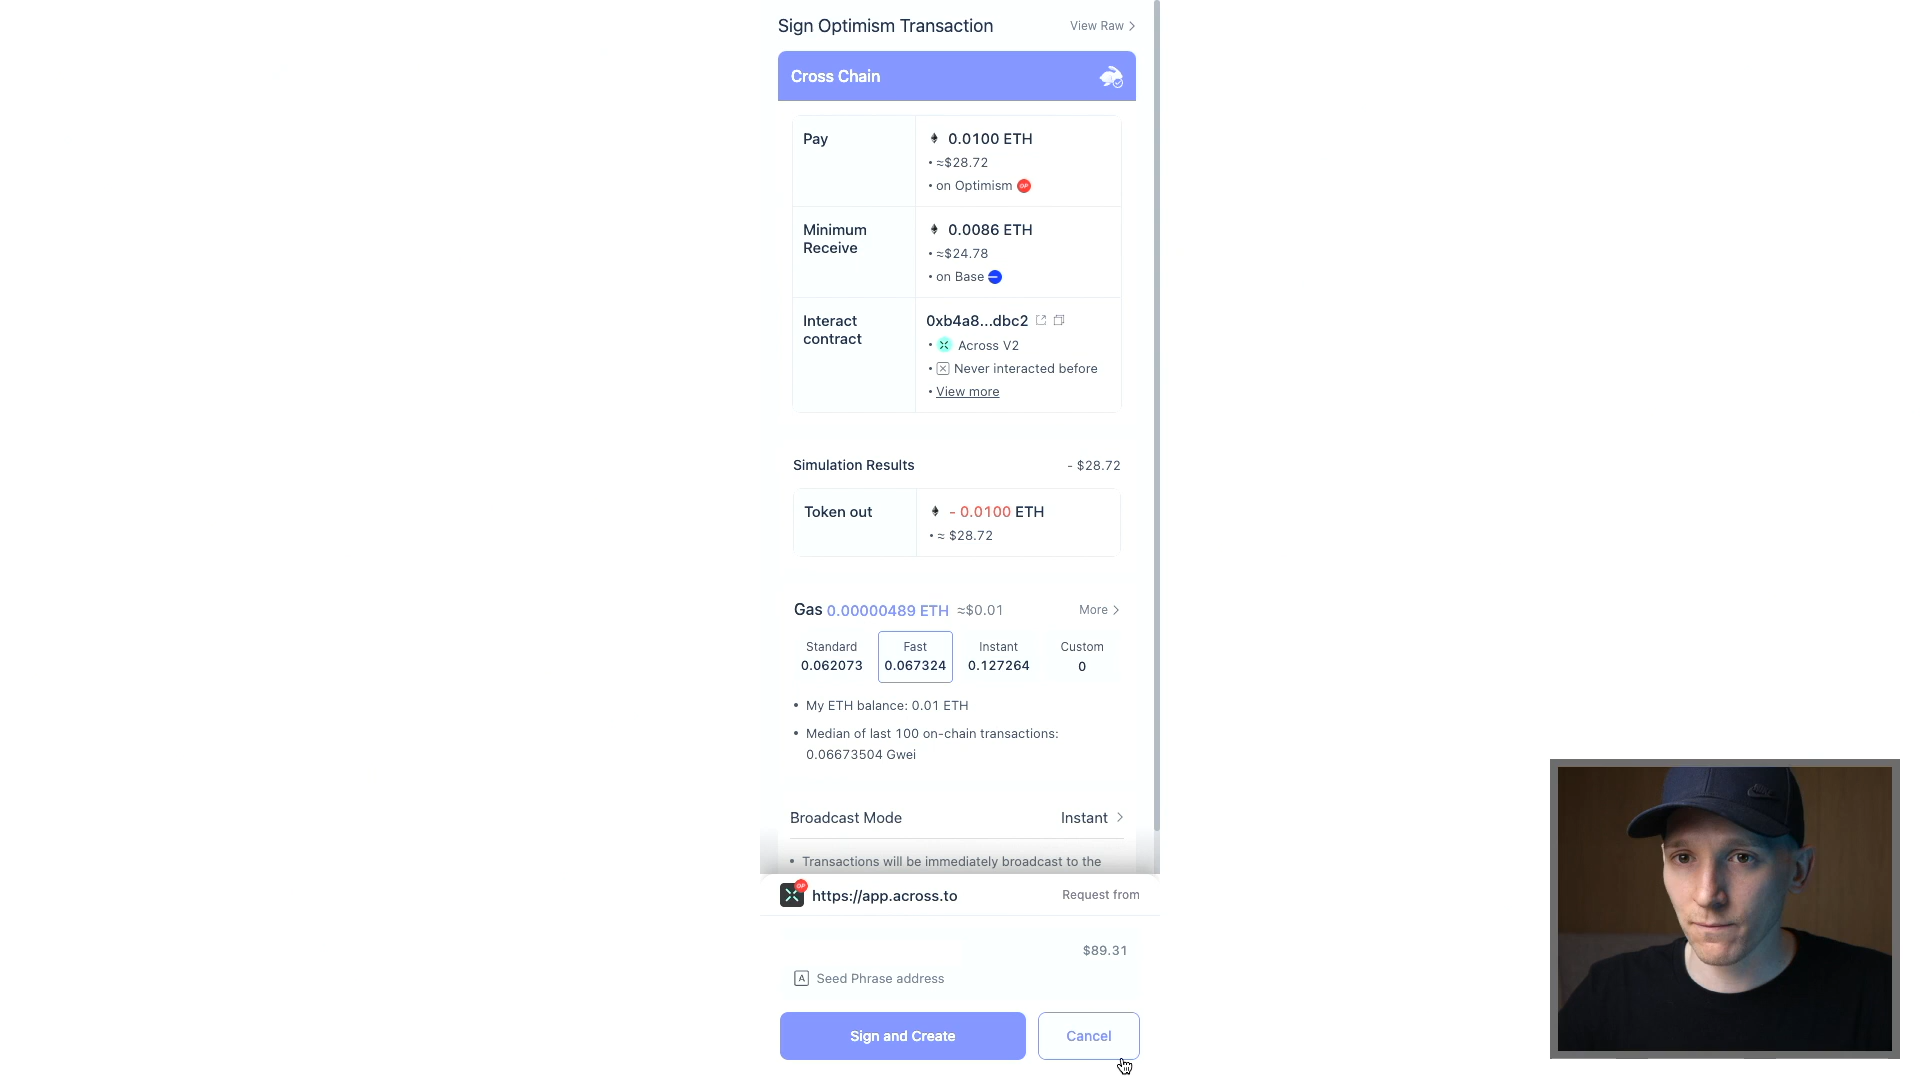 Sign Optimism Transaction View Raw
Cross Chain
Pay 0.0100 ETH
• ≈$28.72
• on Optimism OP
Minimum Receive 0.0086 ETH
• ≈$24.78
• on Base
Interact contract 0xb4a8...dbc2
• Across V2
• Never interacted before
• View more
Simulation Results - $28.72
Token out - 0.0100 ETH
• ≈ $28.72
Gas 0.00000489 ETH ≈$0.01 More
Standard Fast Instant Custom
0.062073 0.067324 0.127264 0
• My ETH balance: 0.01 ETH
• Median of last 100 on-chain transactions:
0.06673504 Gwei
Broadcast Mode Instant
• Transactions will be immediately broadcast to the
https://app.across.to Request from
$89.31
A Seed Phrase address
Sign and Create Cancel